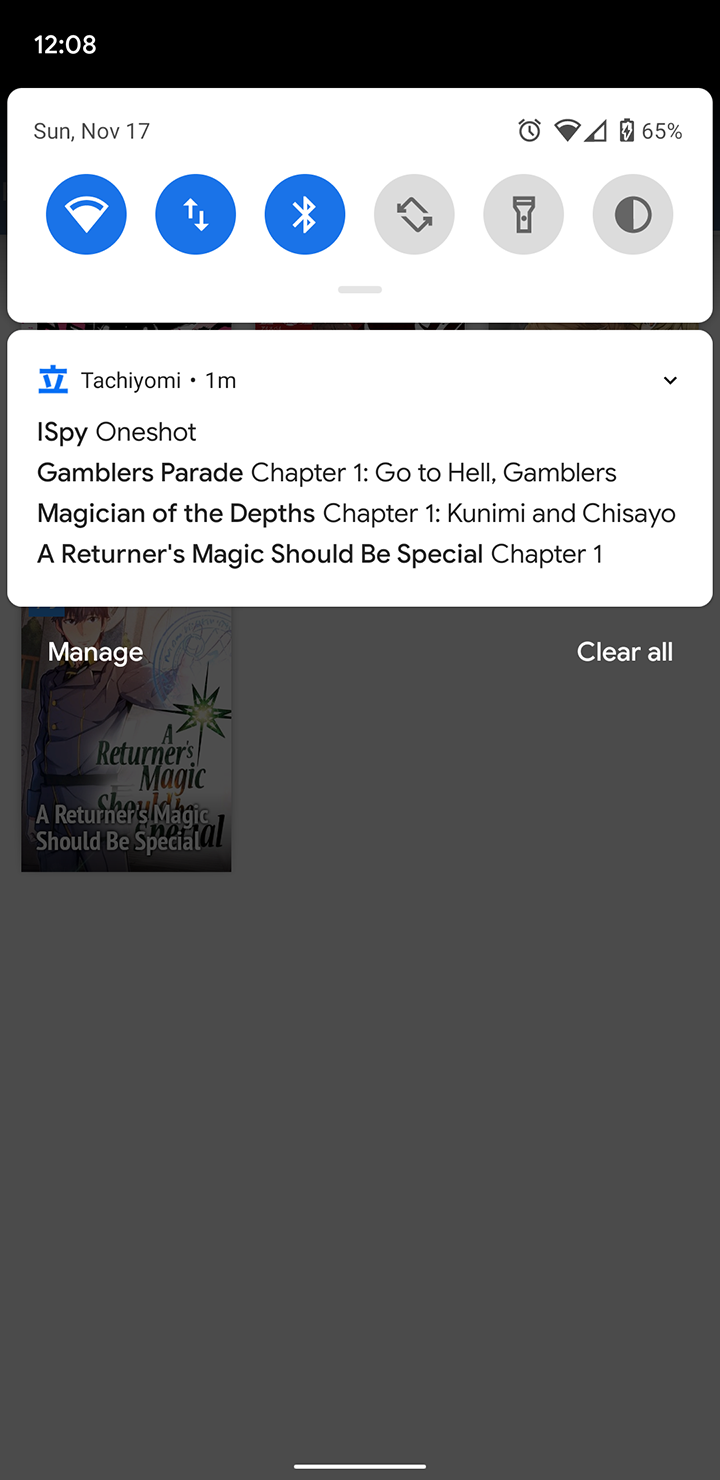 12:08
Sun, Nov 17
65%
立 Tachiyomi • 1m
ISpy Oneshot
Gamblers Parade Chapter 1: Go to Hell, Gamblers
Magician of the Depths Chapter 1: Kunimi and Chisayo
A Returner's Magic Should Be Special Chapter 1
Manage
Clear all
A
Returner's
Magic
Should be
Special
A Returner's Magic
Should Be Special